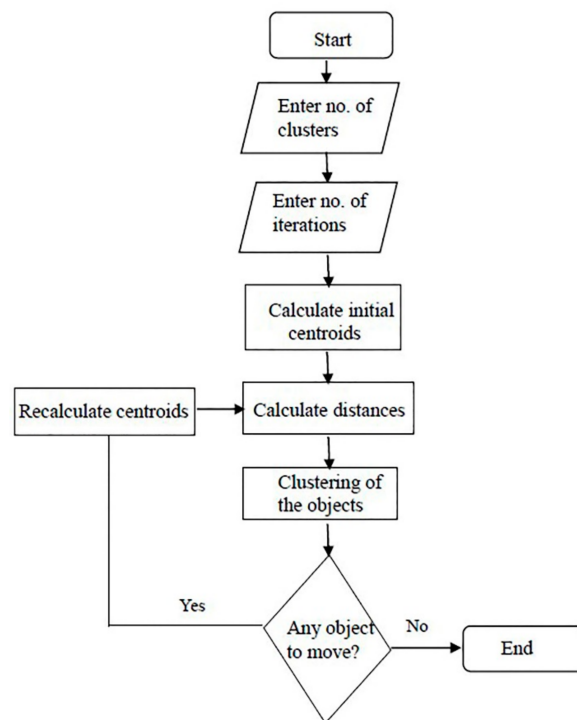 Start
Enter no. of
clusters
Enter no. of
iterations
Calculate initial
centroids
Recalculate centroids
Calculate distances
Clustering of
the objects
Yes
Any object
to move?
No
End